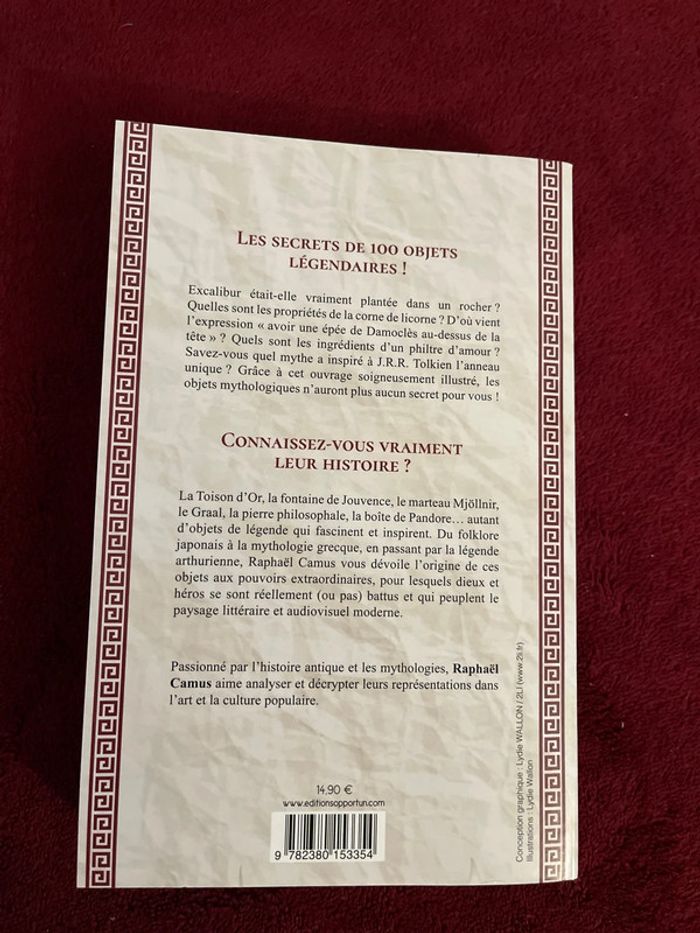 LES SECRETS DE 100 OBJETS
LÉGENDAIRES !
Excalibur était-elle vraiment plantée dans un rocher ?
Quelles sont les propriétés de la corne de licorne ? D’où vient
l’expression « avoir une épée de Damoclès au-dessus de la
tête » ? Quels sont les ingrédients d’un philtre d’amour ?
Savez-vous quel mythe a inspiré à J.R.R. Tolkien l’anneau
unique ? Grâce à cet ouvrage soigneusement illustré, les
objets mythologiques n’auront plus aucun secret pour vous !
CONNAISSEZ-VOUS VRAIMENT
LEUR HISTOIRE ?
La Toison d’Or, la fontaine de Jouvence, le marteau Mjöllnir,
le Graal, la pierre philosophale, la boîte de Pandore… autant
d’objets de légende qui fascinent et inspirent. Du folklore
japonais à la mythologie grecque, en passant par la légende
arthurienne, Raphaël Camus vous dévoile l’origine de ces
objets aux pouvoirs extraordinaires, pour lesquels dieux et
héros se sont réellement (ou pas) battus et qui peuplent le
paysage littéraire et audiovisuel moderne.
Passionné par l’histoire antique et les mythologies, Raphaël
Camus aime analyser et décrypter leurs représentations dans
l’art et la culture populaire.
14,90 €
www.editionsopportun.com
9 782380 153354
Conception graphique : Lydie WALLON / 2Li (www.2li.fr)
Illustrations : Lydie Wallon